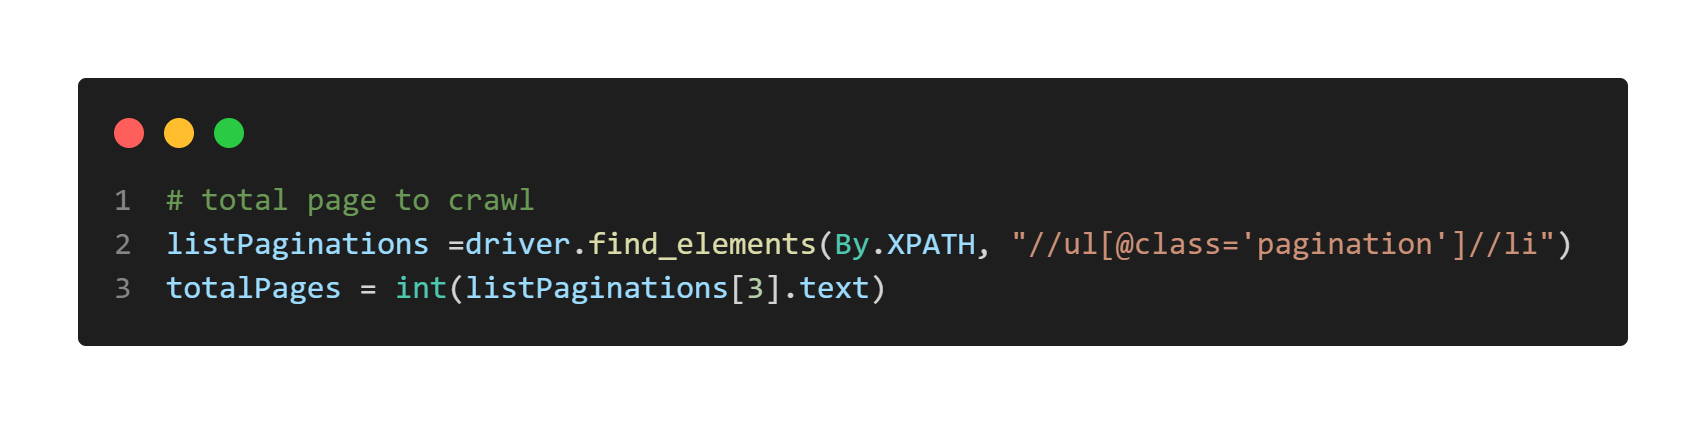 1 # total page to crawl
2 listPaginations =driver.find_elements(By.XPATH, "//ul[@class='pagination']//li")
3 totalPages = int(listPaginations[3].text)